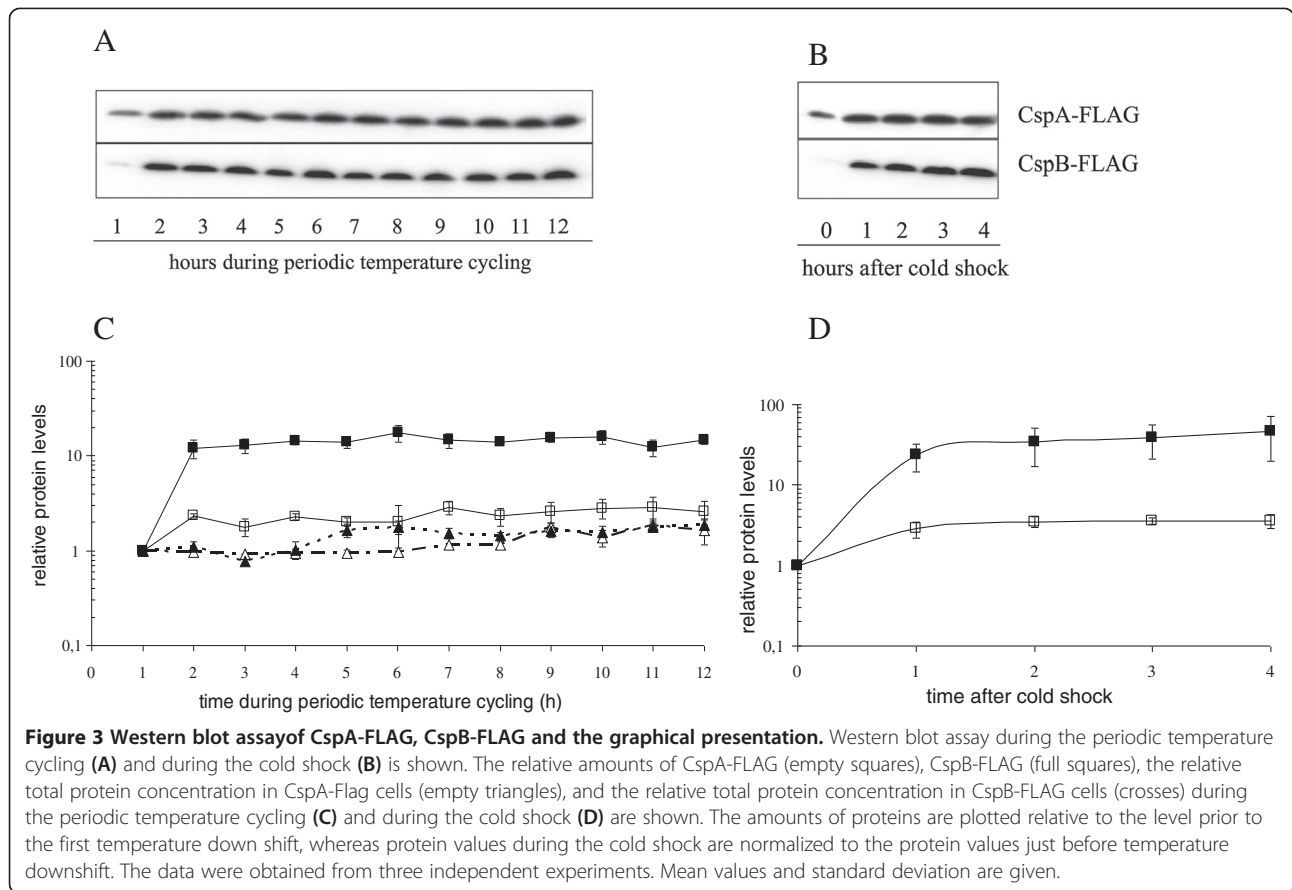 A
B
CspA-FLAG
CspB-FLAG
1 2 3 4 5 6 7 8 9 10 11 12
hours during periodic temperature cycling
0 1 2 3 4
hours after cold shock
C
100
10
1
0,1
relative protein levels
0 1 2 3 4 5 6 7 8 9 10 11 12
time during periodic temperature cycling (h)
D
100
10
1
0,1
relative protein levels
0 1 2 3 4
time after cold shock
Figure 3 Western blot assayof CspA-FLAG, CspB-FLAG and the graphical presentation. Western blot assay during the periodic temperature
cycling (A) and during the cold shock (B) is shown. The relative amounts of CspA-FLAG (empty squares), CspB-FLAG (full squares), the relative
total protein concentration in CspA-Flag cells (empty triangles), and the relative total protein concentration in CspB-FLAG cells (crosses) during
the periodic temperature cycling (C) and during the cold shock (D) are shown. The amounts of proteins are plotted relative to the level prior to
the first temperature down shift, whereas protein values during the cold shock are normalized to the protein values just before temperature
downshift. The data were obtained from three independent experiments. Mean values and standard deviation are given.